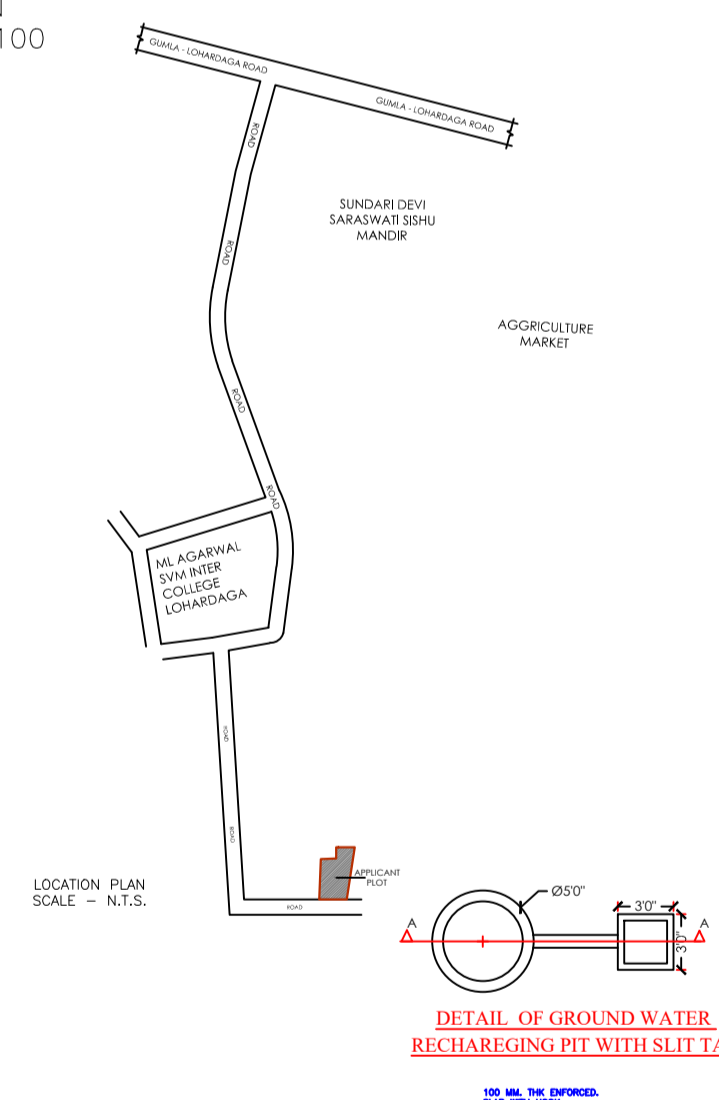 100
GUMLA - LOHARDAGA ROAD
GUMLA - LOHARDAGA ROAD
ROAD
SUNDARI DEVI
SARASWATI SISHU
MANDIR
ROAD
AGGRICULTURE
MARKET
ROAD
ROAD
ML AGARWAL
SVM INTER
COLLEGE
LOHARDAGA
ROAD
ROAD
APPLICANT
PLOT
ROAD
LOCATION PLAN
SCALE - N.T.S.
Ø5'0"
3'0"
A
A
3'0"
DETAIL OF GROUND WATER
RECHAREGING PIT WITH SLIT TA
100 MM. THK ENFORCED.